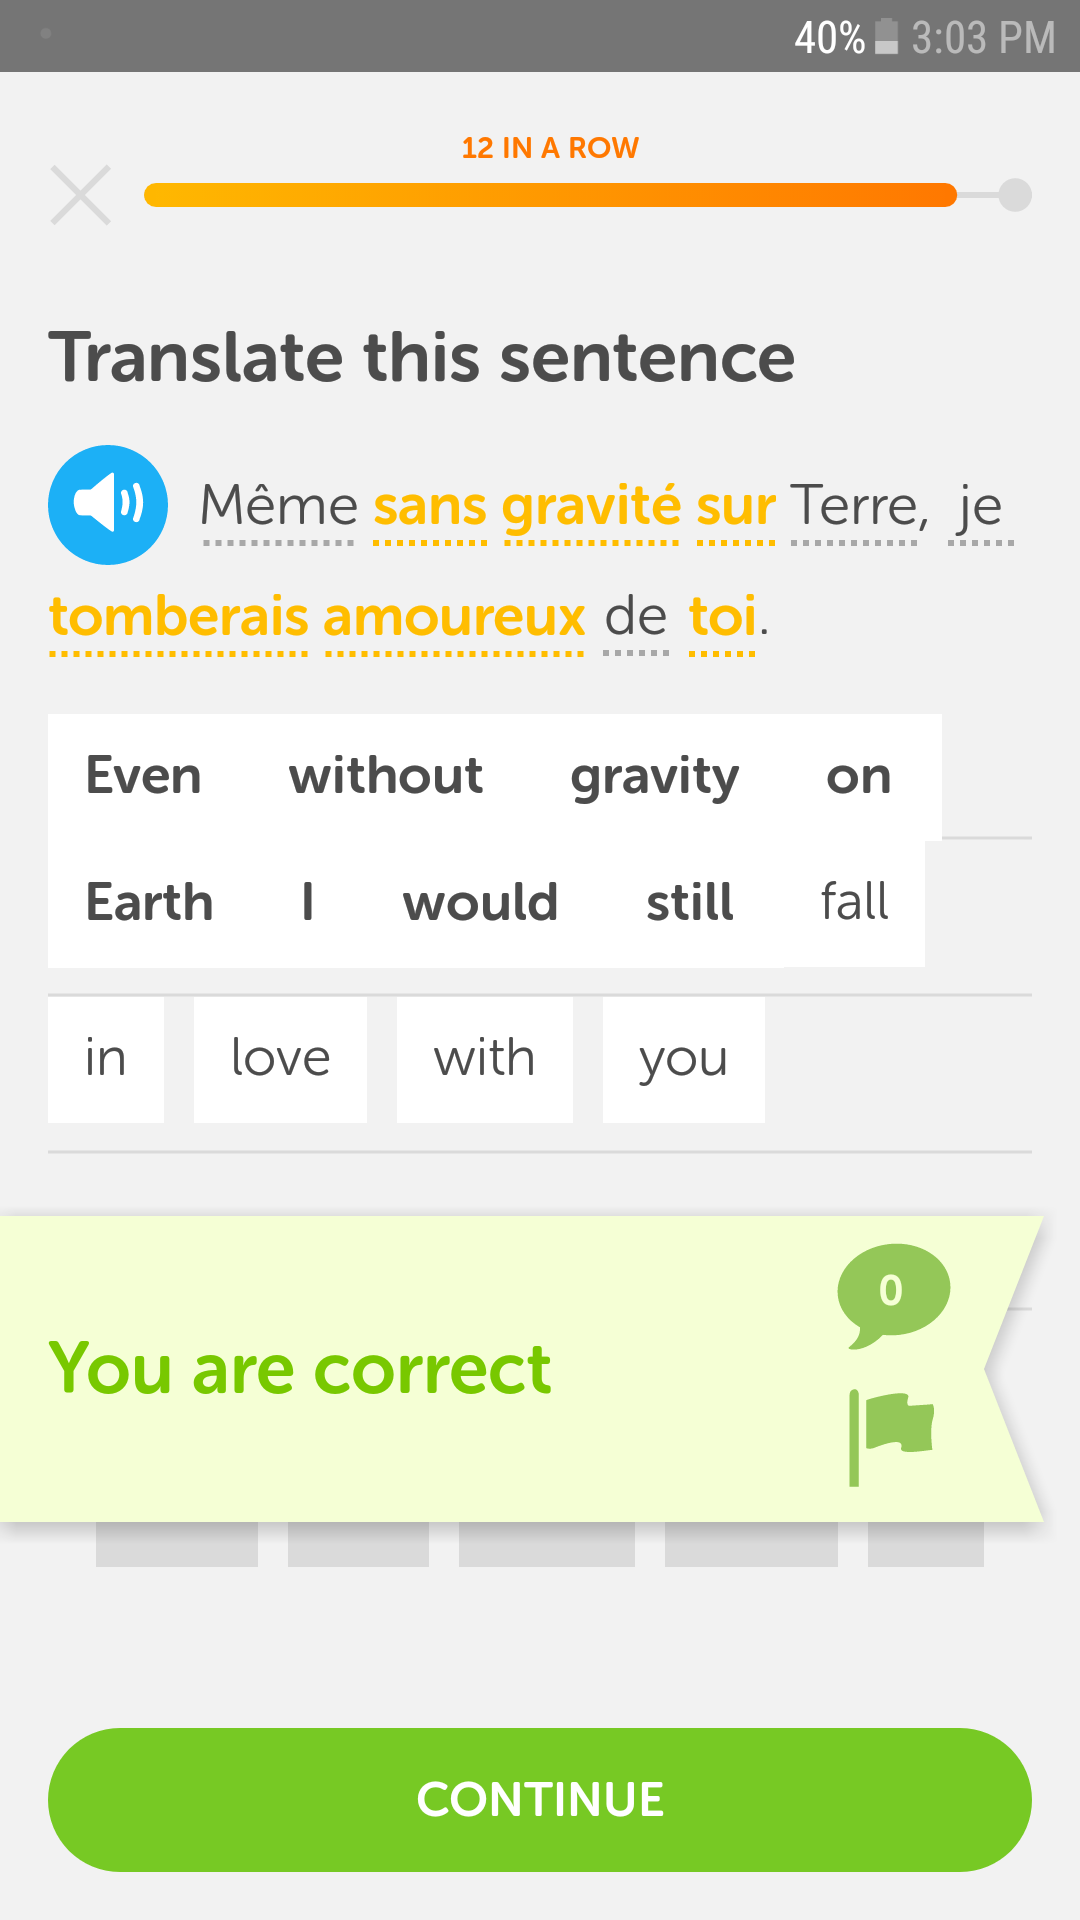 40% 3:03 PM
12 IN A ROW
Translate this sentence
Même sans gravité sur Terre, je
tomberais amoureux de toi.
Even without gravity on
Earth I would still fall
in love with you
0
You are correct
CONTINUE